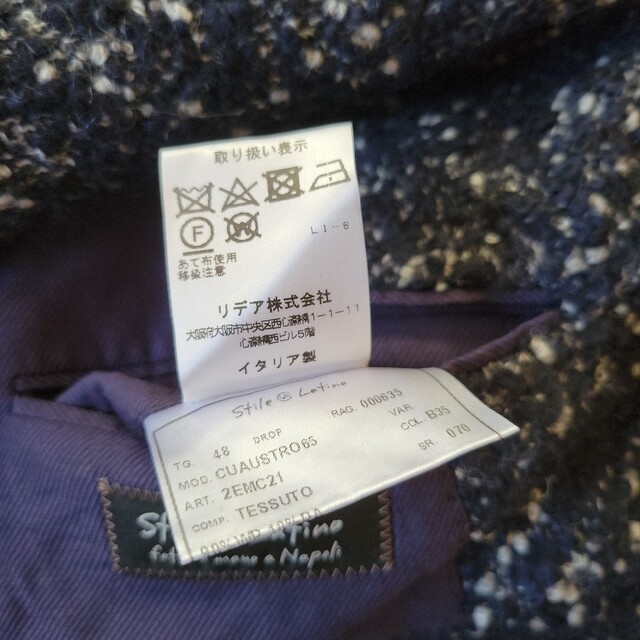 取り扱い表示
F W
LI-6
あて布使用
移染注意
リデア株式会社
大阪府大阪市中央区西心斎橋1-1-11
心斎橋西ビル5階
イタリア製
Stile Latino
RAG. 000635
TG. 48 DROP VAR.
MOD. CUAUSTRO65 COL. B35
ART. 2EMC21 SR 070
COMP. TESSUTO